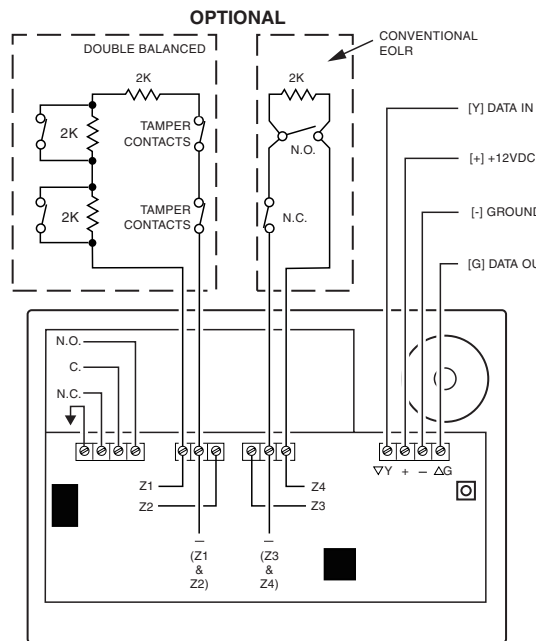 OPTIONAL
DOUBLE BALANCED
CONVENTIONAL
EOLR
2K
2K
[Y] DATA IN
2K
TAMPER
CONTACTS
N.O.
[+] +12VDC
2K
TAMPER
CONTACTS
N.C.
[-] GROUND
[G] DATA OU
N.O.
C.
N.C.
▽Y + – △G
Z1
Z2
Z4
Z3
–
(Z1
&
Z2)
–
(Z3
&
Z4)